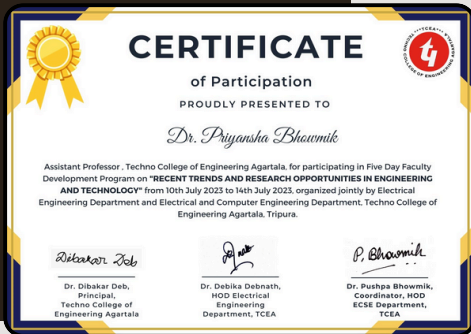 CERTIFICATE
of Participation
PROUDLY PRESENTED TO
Dr. Priyansha Bhowmik
Assistant Professor , Techno College of Engineering Agartala, for participating in Five Day Faculty
Development Program on "RECENT TRENDS AND RESEARCH OPPORTUNITIES IN ENGINEERING
AND TECHNOLOGY" from 10th July 2023 to 14th July 2023, organized jointly by Electrical
Engineering Department and Electrical and Computer Engineering Department, Techno College of
Engineering Agartala, Tripura.
Dibakar Deb
P. Bhowmik
Dr. Dibakar Deb,
Principal,
Techno College of
Engineering Agartala
Dr. Debika Debnath,
HOD Electrical
Engineering
Department, TCEA
Dr. Pushpa Bhowmik,
Coordinator, HOD
ECSE Department,
TCEA